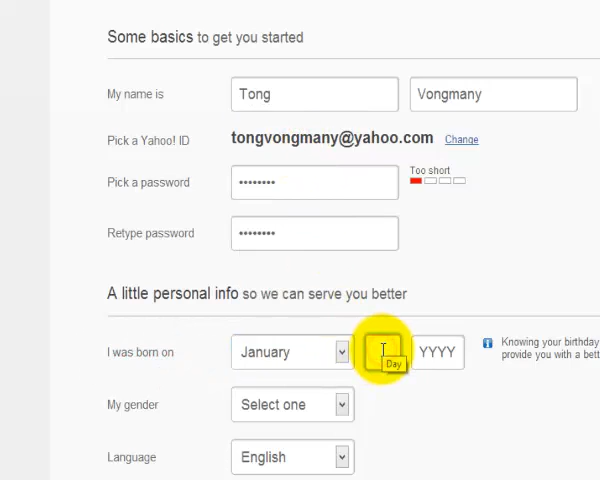 Some basics to get you started
My name is Tong Vongmany
Pick a Yahoo! ID tongvongmany@yahoo.com Change
Pick a password •••••••• Too short
Retype password ••••••••
A little personal info so we can serve you better
I was born on January YYYY Knowing your birthday
provide you with a bett
Day
My gender Select one
Language English